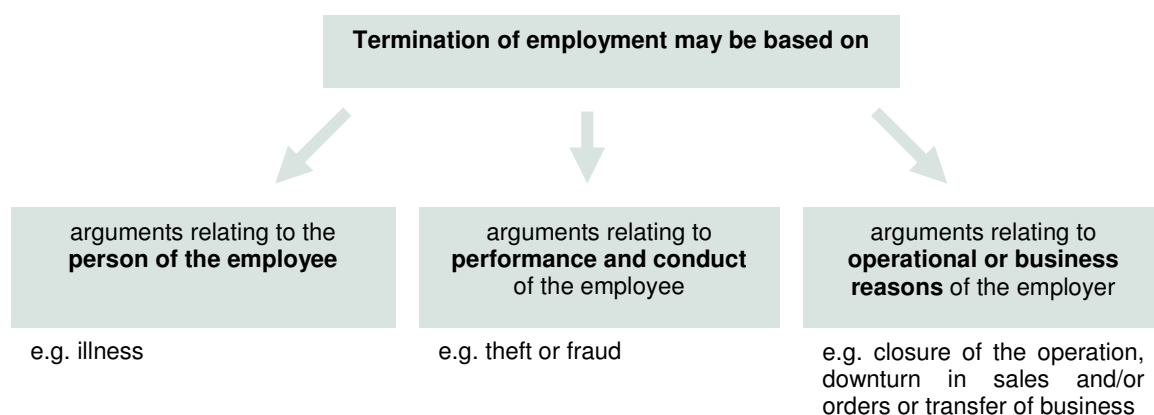 Termination of employment may be based on
arguments relating to the
person of the employee
e.g. illness
arguments relating to
performance and conduct
of the employee
e.g. theft or fraud
arguments relating to
operational or business
reasons of the employer
e.g. closure of the operation,
downturn in sales and/or
orders or transfer of business